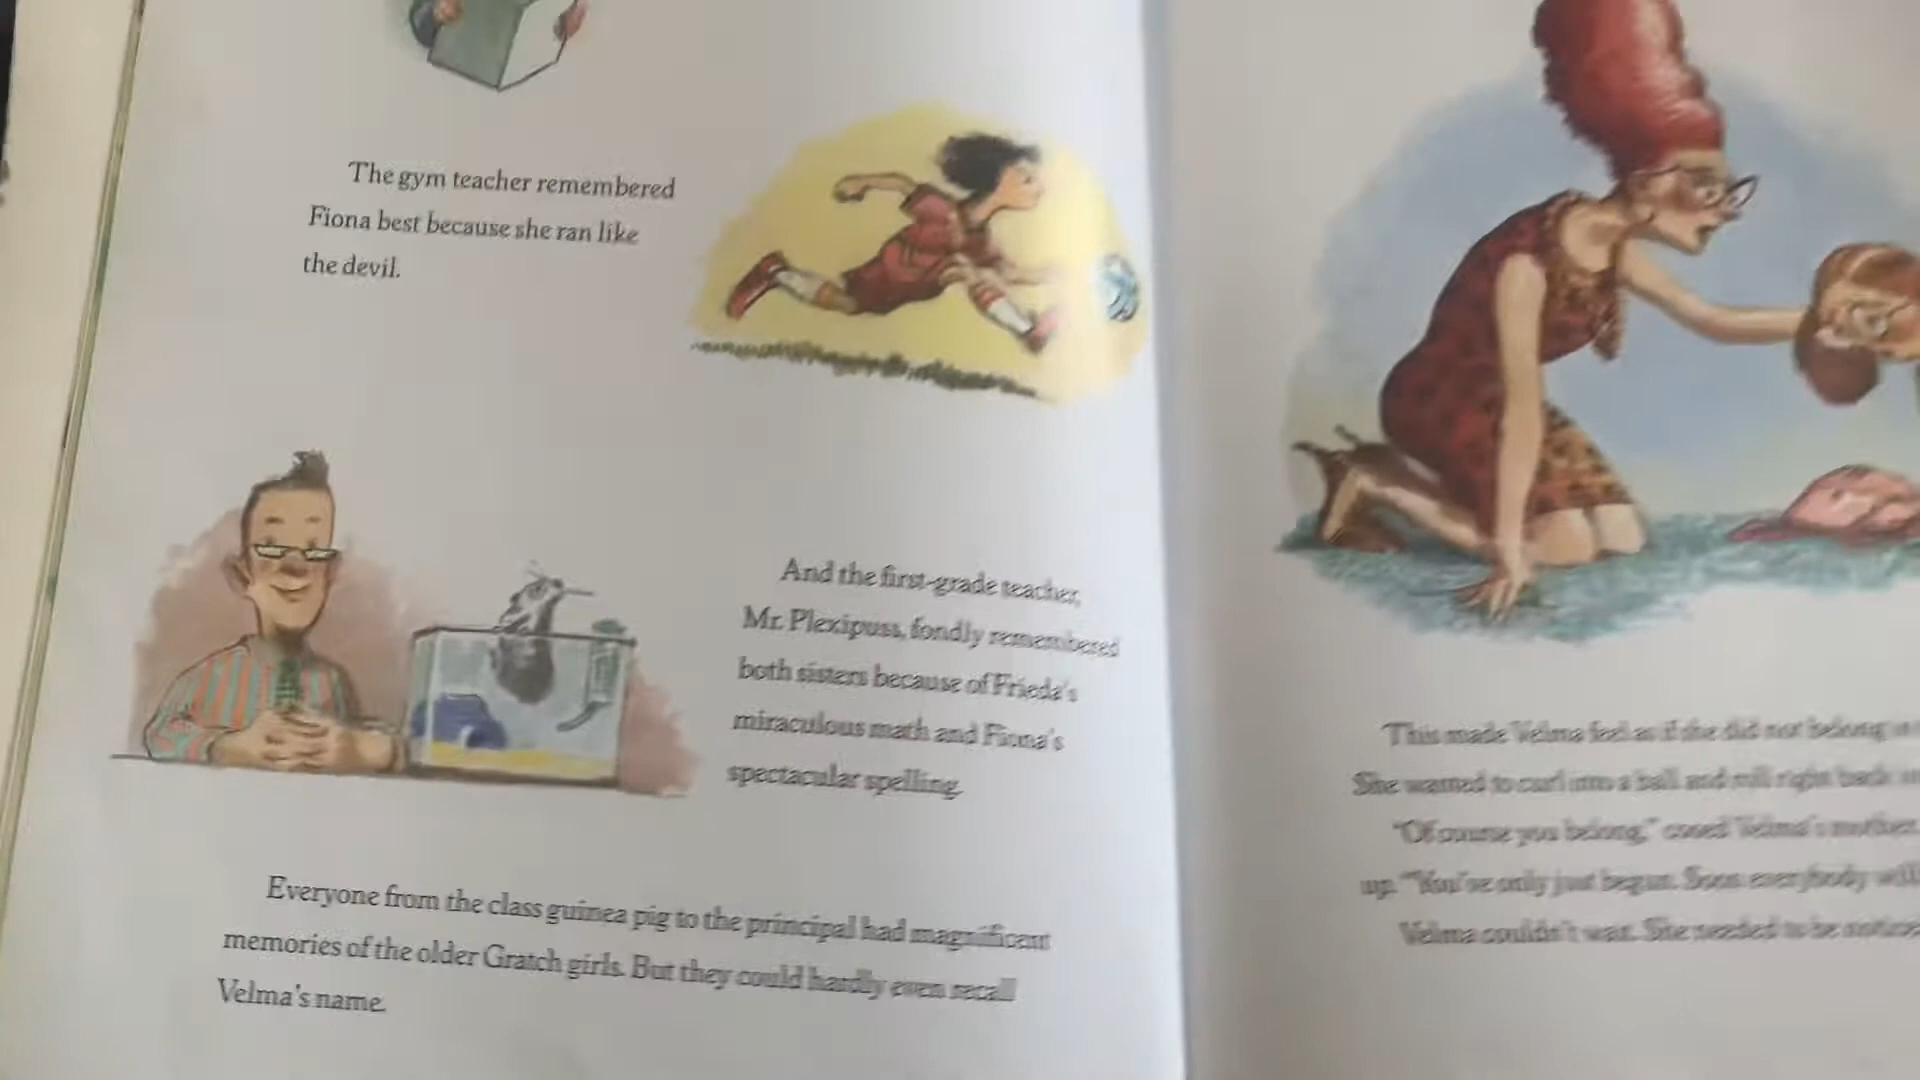 The gym teacher remembered
Fiona best because she ran like
the devil.
And the first-grade teacher,
Mr. Plexipuss, fondly remembered
both sisters because of Frieda's
miraculous math and Fiona's
spectacular spelling.
Everyone from the class guinea pig to the principal had magnificent
memories of the older Gratch girls. But they could hardly even recall
Velma's name.
This made Velma feel as if she did not belong
She wanted to curl into a ball and roll right back
"Of course you belong," cooed Velma's mother,
up. "You've only just begun. Soon everybody will
Velma couldn't wait. She needed to be